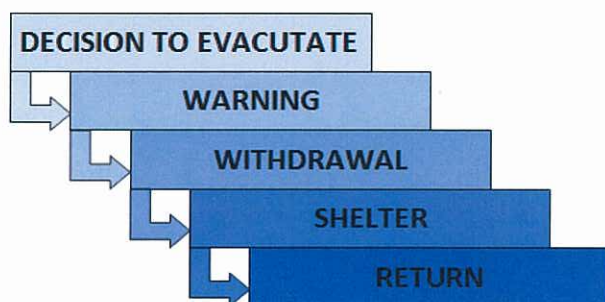 DECISION TO EVACUTATE
WARNING
WITHDRAWAL
SHELTER
RETURN